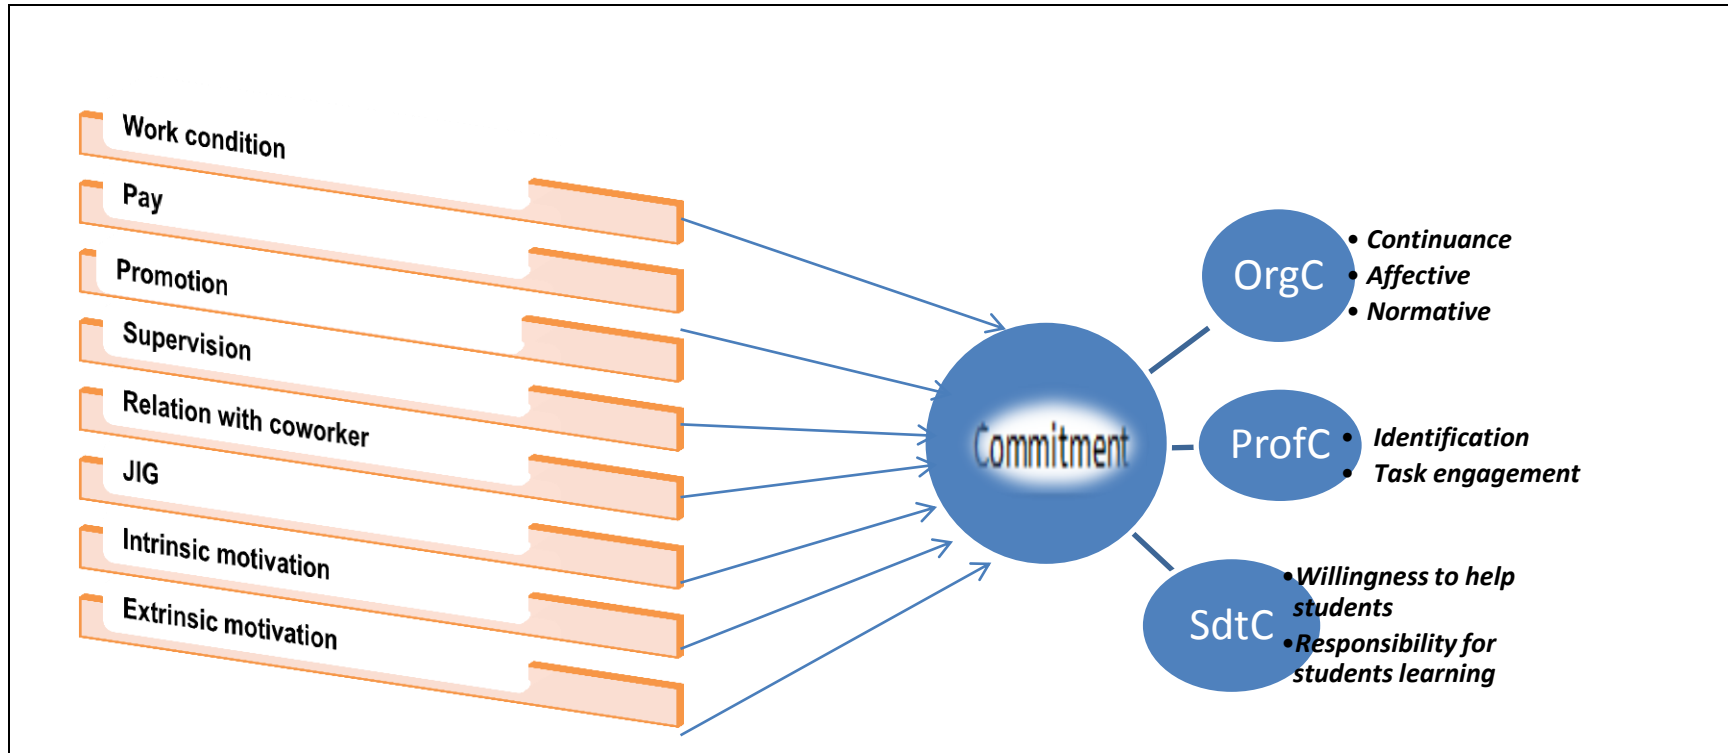 Work condition
Pay
Promotion
Supervision
Relation with coworker
JIG
Intrinsic motivation
Extrinsic motivation
Commitment
OrgC
• Continuance
• Affective
• Normative
ProfC
• Identification
• Task engagement
SdtC
•Willingness to help
students
•Responsibility for
students learning